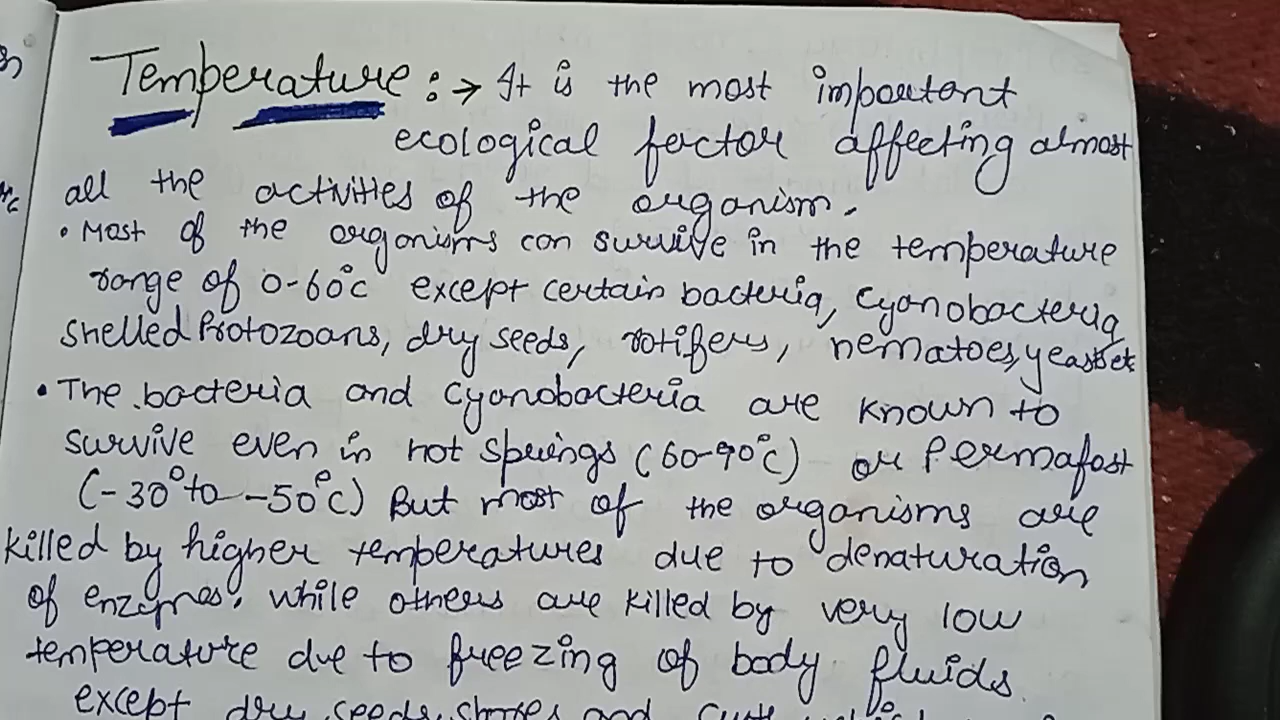 Temperature :→ It is the most important
ecological factor affecting almost
all the activities of the organism.
• Most of the organisms can survive in the temperature
range of 0-60°c except certain bacteria, Cyanobacteria
shelled Protozoans, dry seeds, rotifers, nematoes, yeast etc
• The bacteria and Cyanobacteria are known to
survive even in hot springs (60-90°c) or Permafost
(-30° to -50°C) But most of the organisms are
killed by higher temperatures due to denaturation
of enzymes, while others are killed by very low
temperature due to freezing of body fluids
except dry seeds, spores and